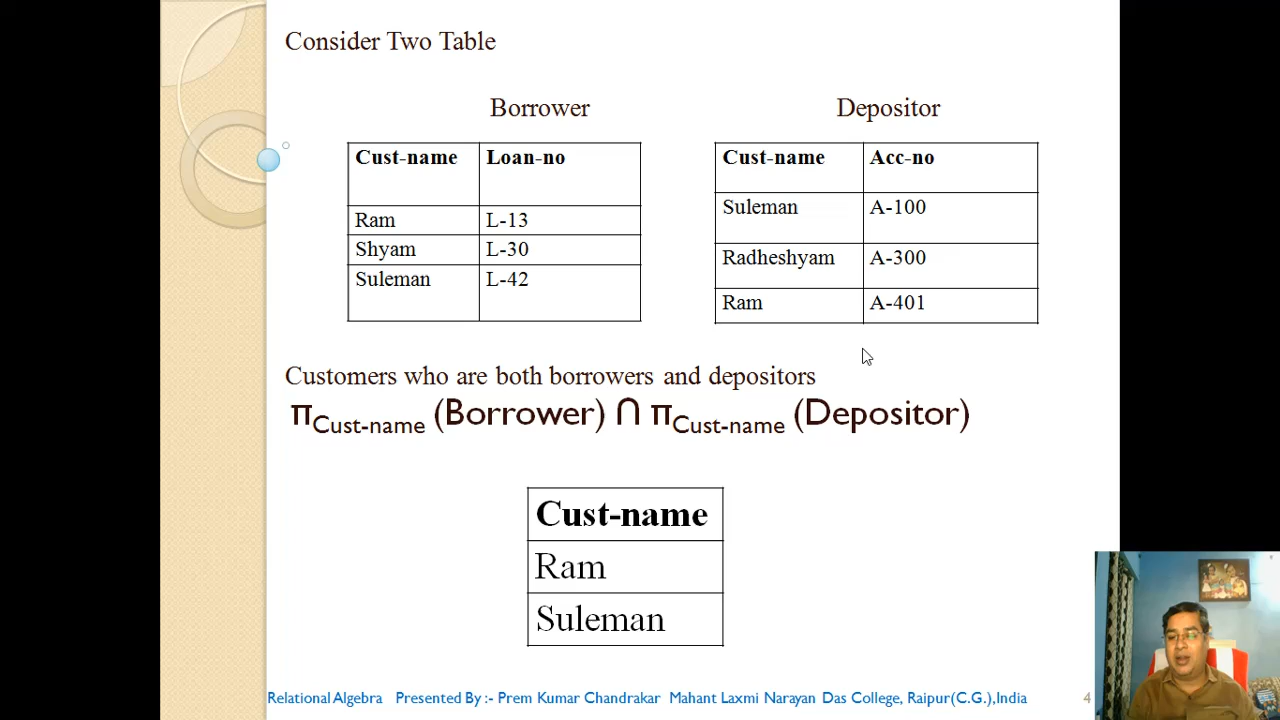 Consider Two Table
Borrower
Depositor
Cust-name Loan-no
Ram L-13
Shyam L-30
Suleman L-42
Cust-name Acc-no
Suleman A-100
Radheshyam A-300
Ram A-401
Customers who are both borrowers and depositors
πCust-name (Borrower) ∩ πCust-name (Depositor)
Cust-name
Ram
Suleman
Relational Algebra Presented By :- Prem Kumar Chandrakar Mahant Laxmi Narayan Das College, Raipur(C.G.),India 4